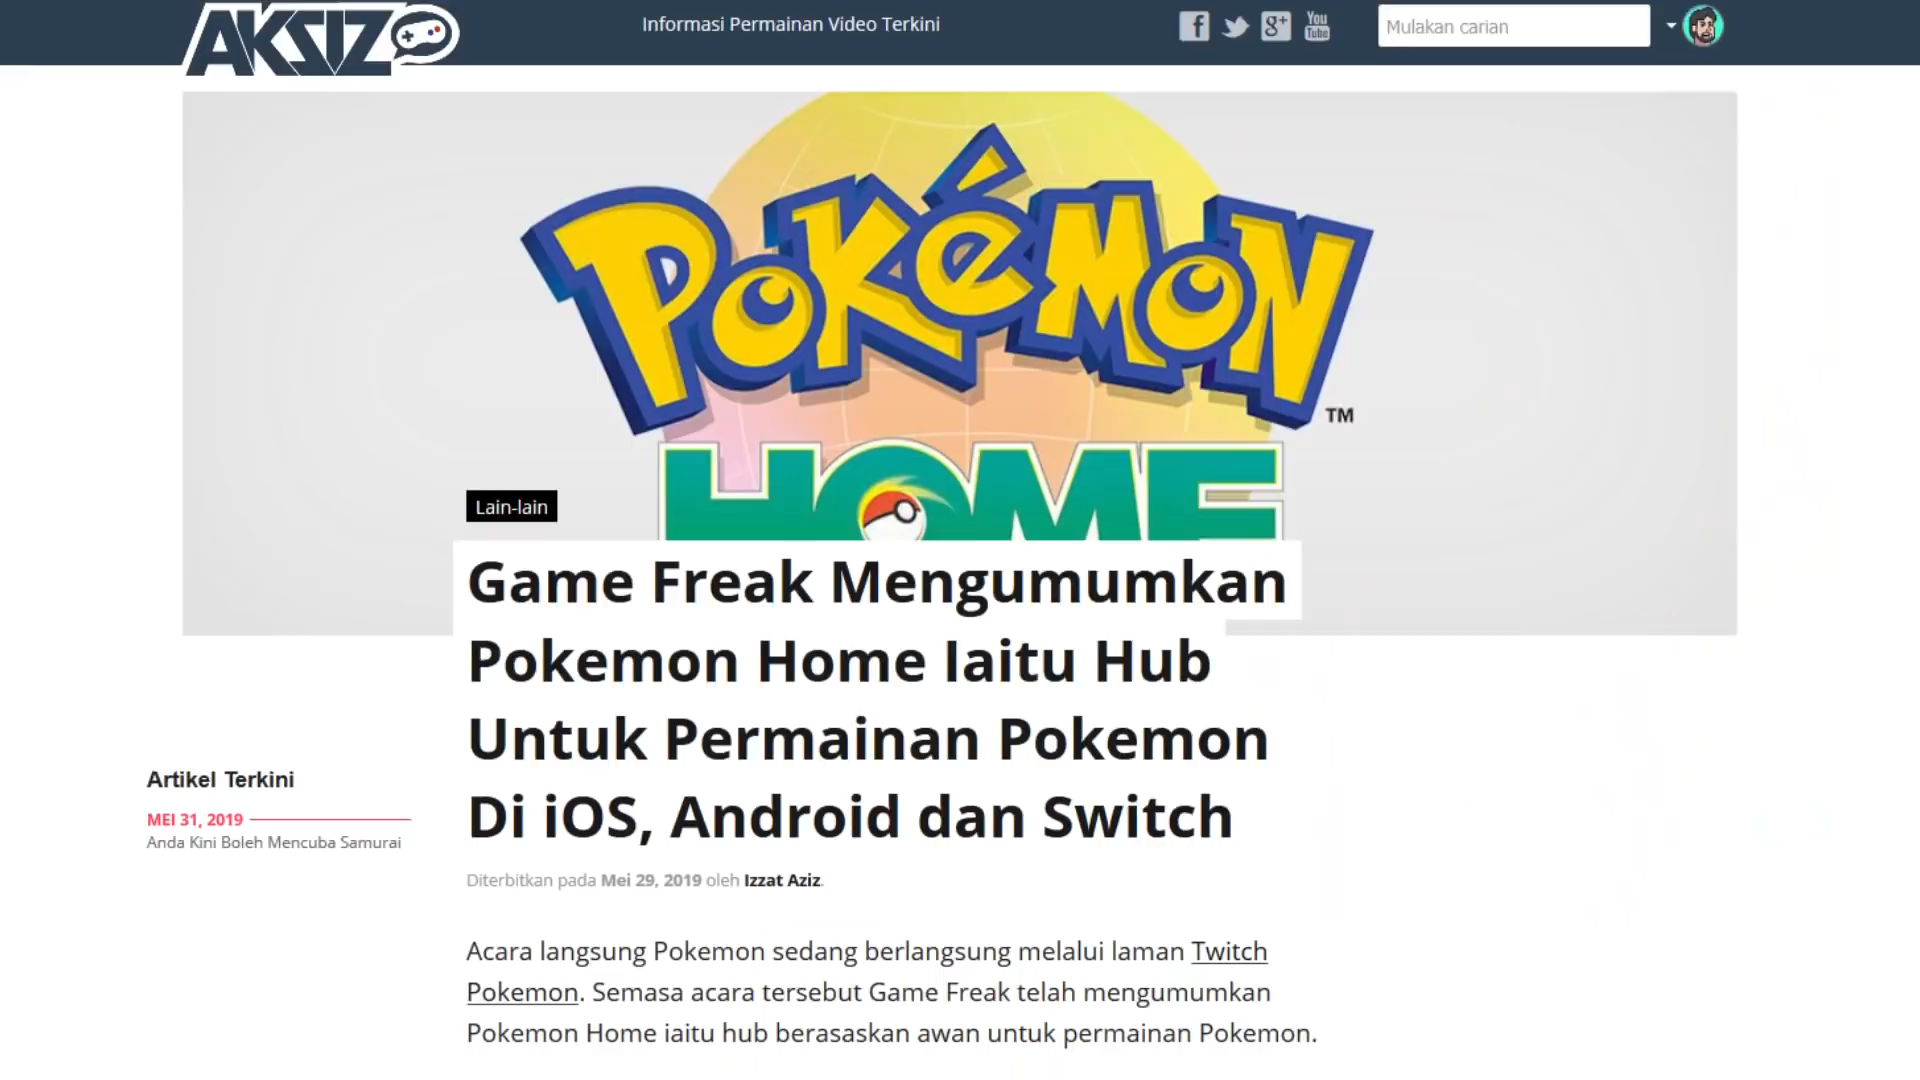 AKSIZ
Informasi Permainan Video Terkini
f
g+
You
Tube
Mulakan carian
POKéMON
TM
HOME
Lain-lain
Game Freak Mengumumkan
Pokemon Home Iaitu Hub
Untuk Permainan Pokemon
Di iOS, Android dan Switch
Diterbitkan pada Mei 29, 2019 oleh Izzat Aziz.
Artikel Terkini
MEI 31, 2019
Anda Kini Boleh Mencuba Samurai
Acara langsung Pokemon sedang berlangsung melalui laman Twitch
Pokemon. Semasa acara tersebut Game Freak telah mengumumkan
Pokemon Home iaitu hub berasaskan awan untuk permainan Pokemon.